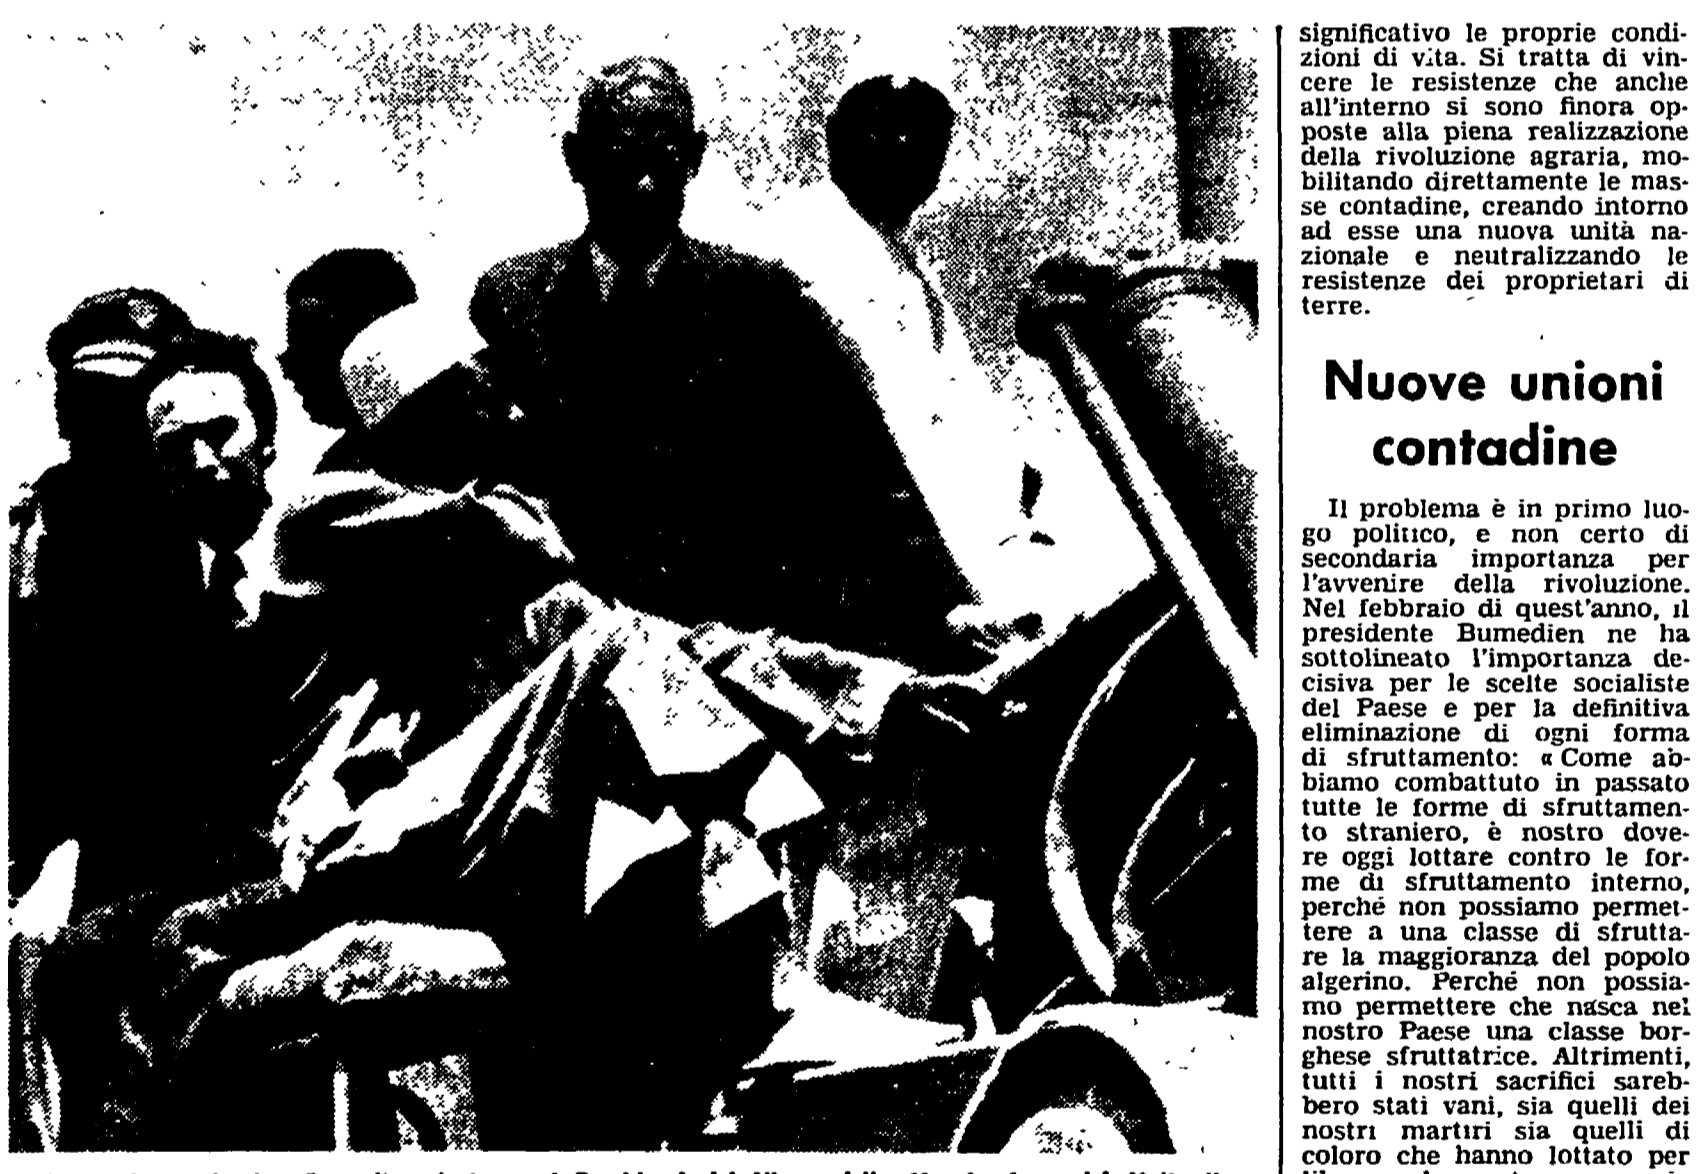 significativo le proprie condi-
zioni di vita. Si tratta di vin-
cere le resistenze che anche
all'interno si sono finora op-
poste alla piena realizzazione
della rivoluzione agraria, mo-
bilitando direttamente le mas-
se contadine, creando intorno
ad esse una nuova unità na-
zionale e neutralizzando le
resistenze dei proprietari di
terre.
Nuove unioni
contadine
Il problema è in primo luo-
go politico, e non certo di
secondaria importanza per
l'avvenire della rivoluzione.
Nel febbraio di quest'anno, il
presidente Bumedien ne ha
sottolineato l'importanza de-
cisiva per le scelte socialiste
del Paese e per la definitiva
eliminazione di ogni forma
di sfruttamento: « Come ab-
biamo combattuto in passato
tutte le forme di sfruttamen-
to straniero, è nostro dove-
re oggi lottare contro le for-
me di sfruttamento interno,
perché non possiamo permet-
tere a una classe di sfrutta-
re la maggioranza del popolo
algerino. Perché non possia-
mo permettere che nasca nel
nostro Paese una classe bor-
ghese sfruttatrice. Altrimenti,
tutti i nostri sacrifici sareb-
bero stati vani, sia quelli dei
nostri martiri sia quelli di
coloro che hanno lottato per